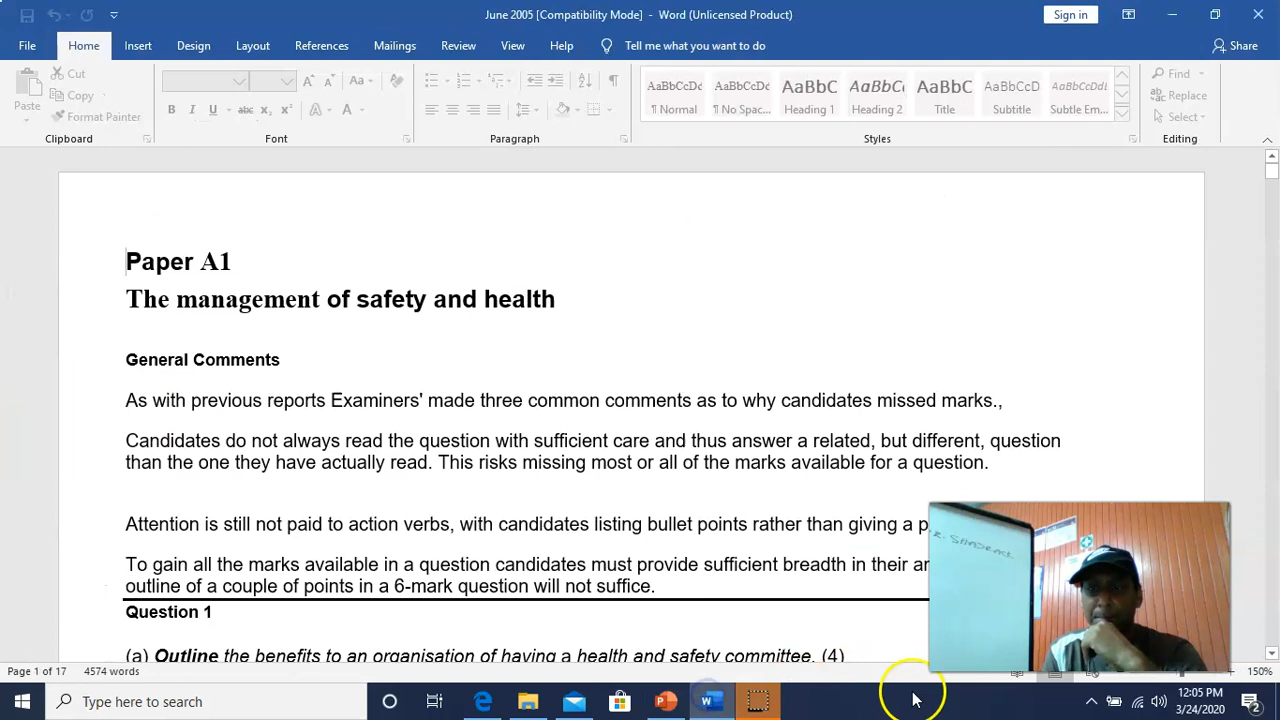 June 2005 [Compatibility Mode] - Word (Unlicensed Product)
Sign in
File Home Insert Design Layout References Mailings Review View Help Tell me what you want to do Share
Paste
Cut
Copy
Format Painter
Aa
B I U abc x₂ x² A A
AaBbCcDc AaBbCcDc AaBbC AaBbCc AaBbC AaBbCcD AaBbCcD
¶ Normal ¶ No Spac... Heading 1 Heading 2 Title Subtitle Subtle Em...
Find
Replace
Select
Clipboard Font Paragraph Styles Editing
Paper A1
The management of safety and health
General Comments
As with previous reports Examiners' made three common comments as to why candidates missed marks.,
Candidates do not always read the question with sufficient care and thus answer a related, but different, question
than the one they have actually read. This risks missing most or all of the marks available for a question.
Attention is still not paid to action verbs, with candidates listing bullet points rather than giving a
To gain all the marks available in a question candidates must provide sufficient breadth in their
outline of a couple of points in a 6-mark question will not suffice.
Question 1
(a) Outline the benefits to an organisation of having a health and safety committee. (4)
Page 1 of 17 4574 words 150%
Type here to search
12:05 PM
3/24/2020
2